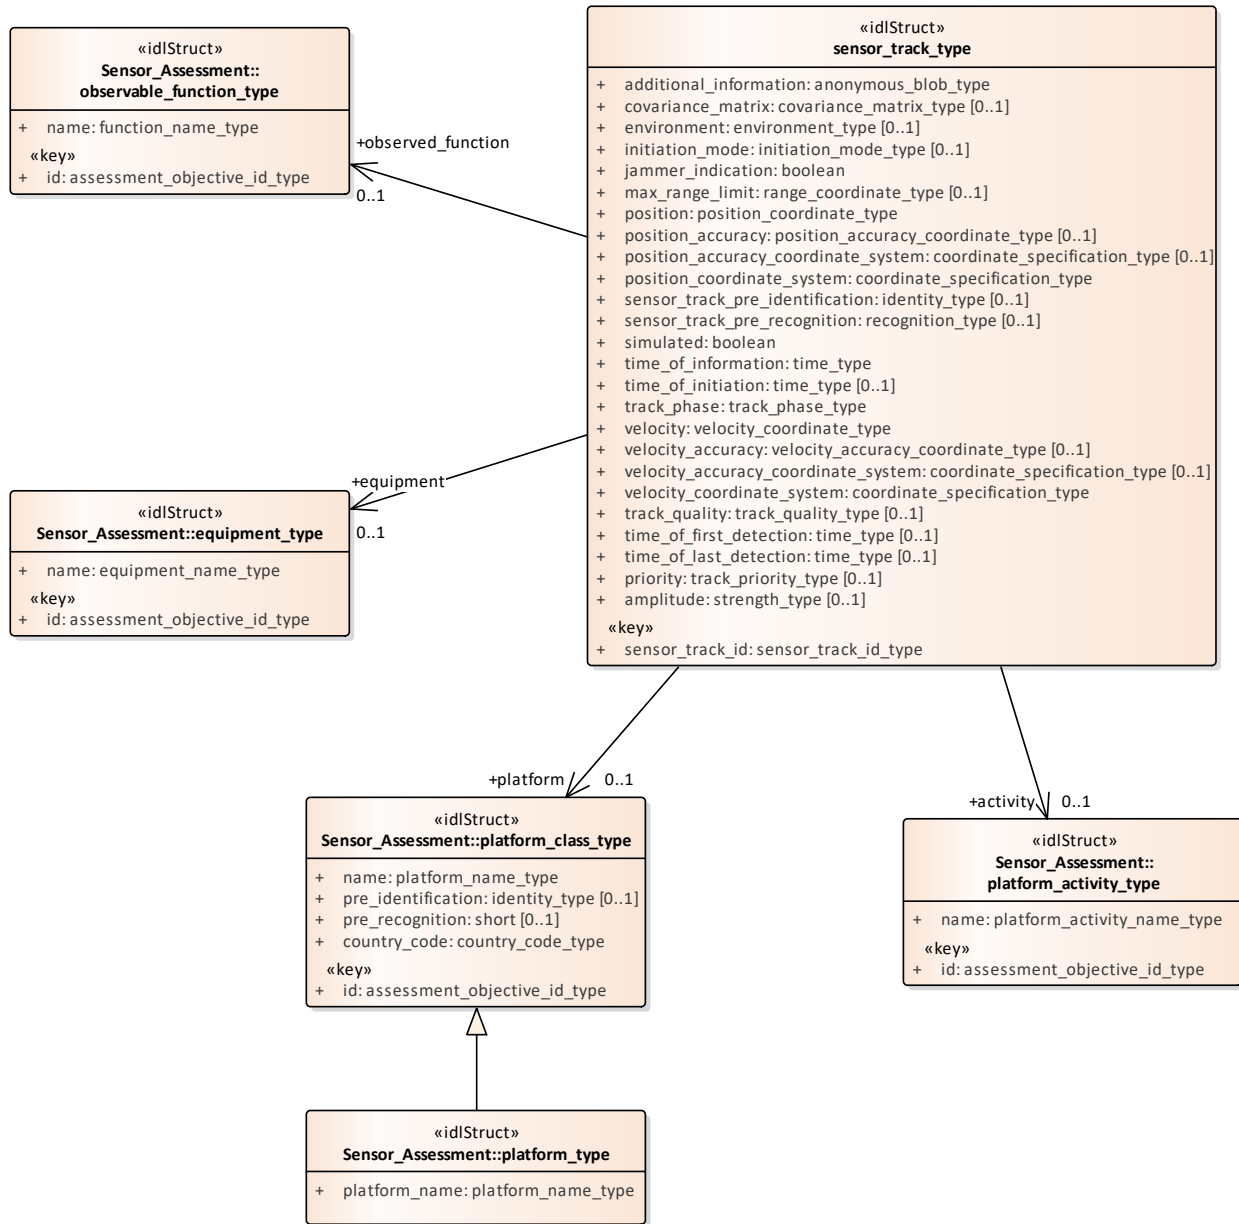 «idlStruct»
Sensor_Assessment::
observable_function_type
+ name: function_name_type
«key»
+ id: assessment_objective_id_type
«idlStruct»
sensor_track_type
+ additional_information: anonymous_blob_type
+ covariance_matrix: covariance_matrix_type [0..1]
+ environment: environment_type [0..1]
+ initiation_mode: initiation_mode_type [0..1]
+ jammer_indication: boolean
+ max_range_limit: range_coordinate_type [0..1]
+ position: position_coordinate_type
+ position_accuracy: position_accuracy_coordinate_type [0..1]
+ position_accuracy_coordinate_system: coordinate_specification_type [0..1]
+ position_coordinate_system: coordinate_specification_type
+ sensor_track_pre_identification: identity_type [0..1]
+ sensor_track_pre_recognition: recognition_type [0..1]
+ simulated: boolean
+ time_of_information: time_type
+ time_of_initiation: time_type [0..1]
+ track_phase: track_phase_type
+ velocity: velocity_coordinate_type
+ velocity_accuracy: velocity_accuracy_coordinate_type [0..1]
+ velocity_accuracy_coordinate_system: coordinate_specification_type [0..1]
+ velocity_coordinate_system: coordinate_specification_type
+ track_quality: track_quality_type [0..1]
+ time_of_first_detection: time_type [0..1]
+ time_of_last_detection: time_type [0..1]
+ priority: track_priority_type [0..1]
+ amplitude: strength_type [0..1]
«key»
+ sensor_track_id: sensor_track_id_type
+observed_function
0..1
+equipment
0..1
«idlStruct»
Sensor_Assessment::equipment_type
+ name: equipment_name_type
«key»
+ id: assessment_objective_id_type
+platform 0..1
+activity 0..1
«idlStruct»
Sensor_Assessment::platform_class_type
+ name: platform_name_type
+ pre_identification: identity_type [0..1]
+ pre_recognition: short [0..1]
+ country_code: country_code_type
«key»
+ id: assessment_objective_id_type
«idlStruct»
Sensor_Assessment::
platform_activity_type
+ name: platform_activity_name_type
«key»
+ id: assessment_objective_id_type
«idlStruct»
Sensor_Assessment::platform_type
+ platform_name: platform_name_type